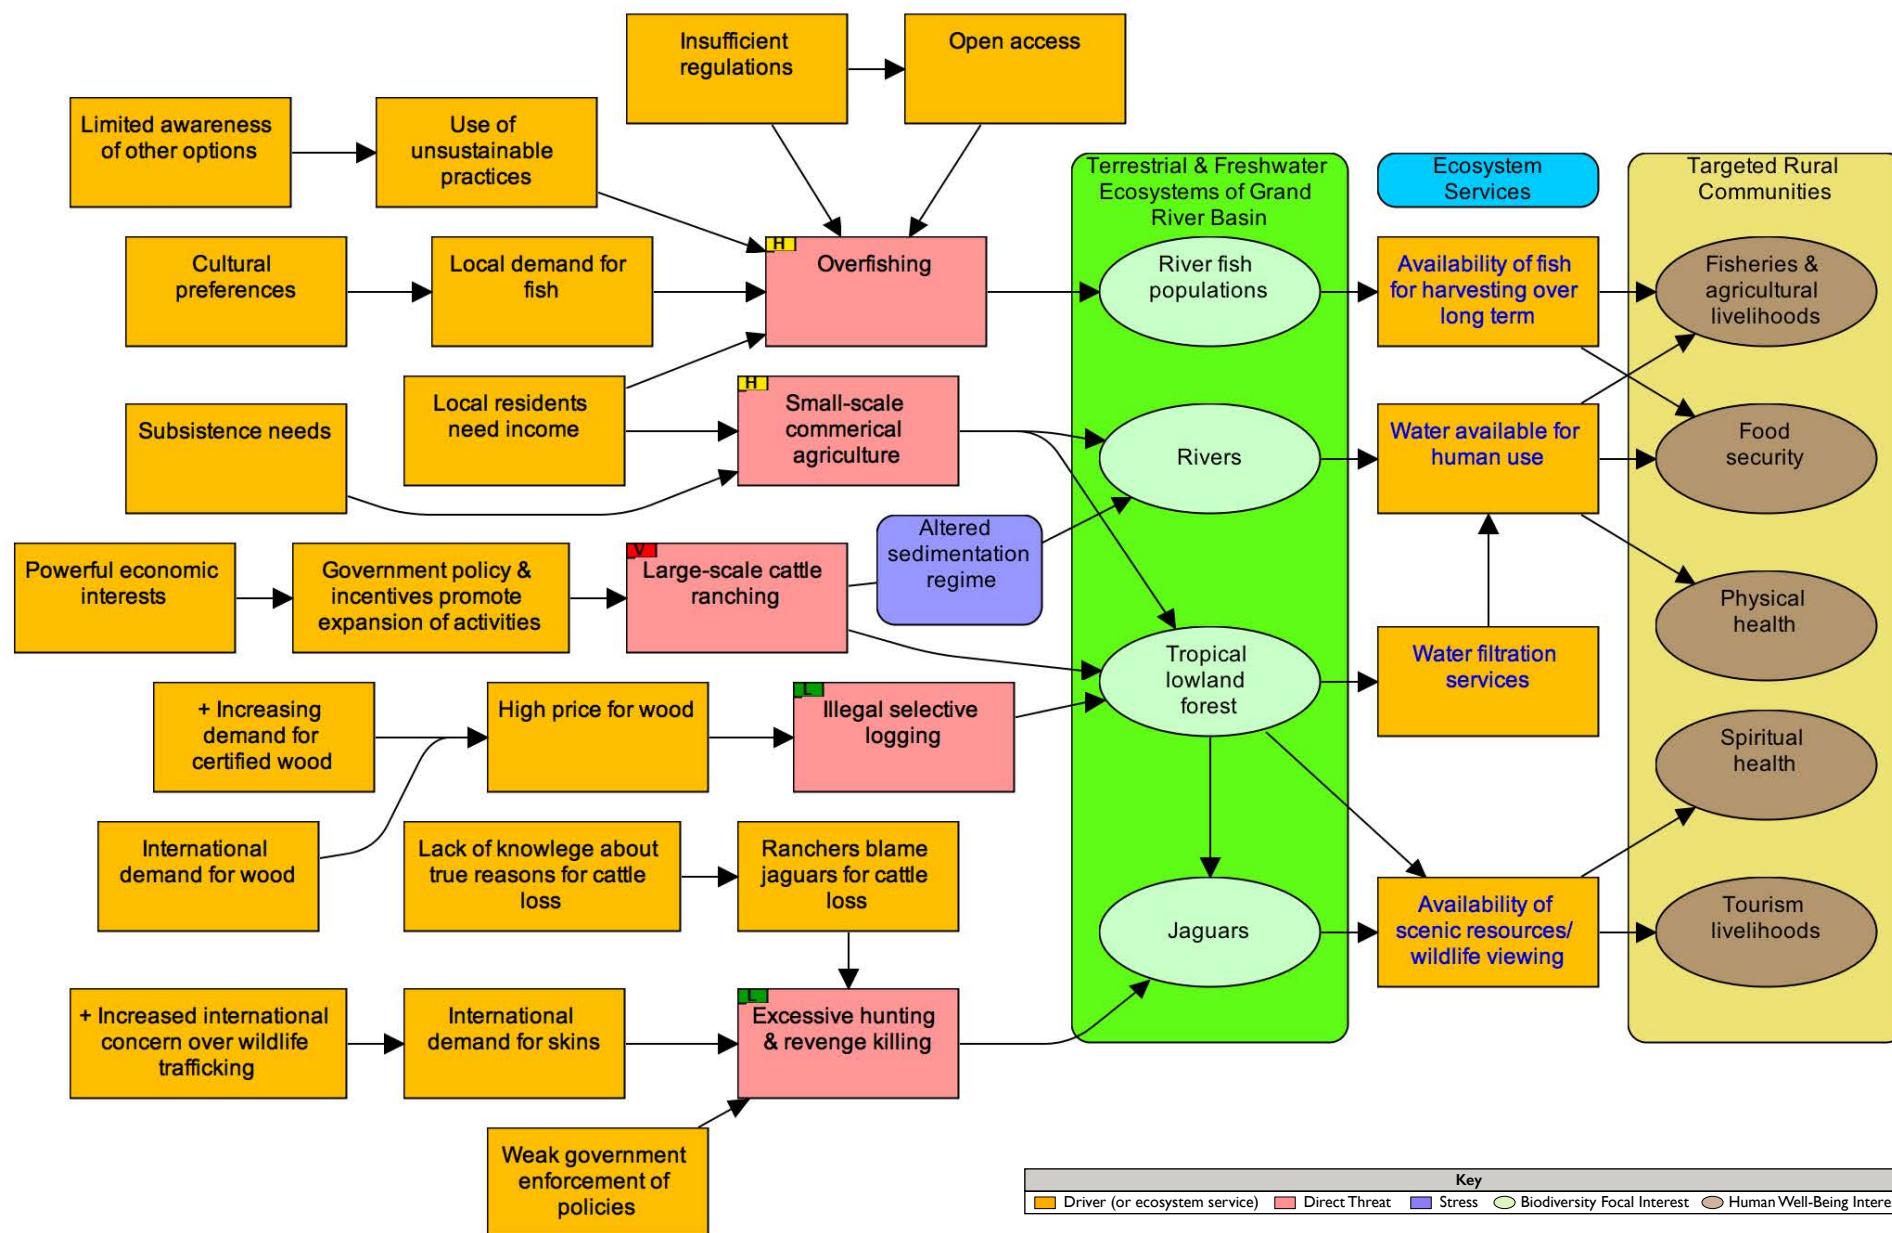 Insufficient
regulations
Open access
Limited awareness
of other options
Use of
unsustainable
practices
Terrestrial & Freshwater
Ecosystems of Grand
River Basin
Ecosystem
Services
Targeted Rural
Communities
Cultural
preferences
Local demand for
fish
H
Overfishing
River fish
populations
Availability of fish
for harvesting over
long term
Fisheries &
agricultural
livelihoods
Subsistence needs
Local residents
need income
H
Small-scale
commerical
agriculture
Rivers
Water available for
human use
Food
security
Powerful economic
interests
Government policy &
incentives promote
expansion of activities
V
Large-scale cattle
ranching
Altered
sedimentation
regime
Physical
health
+ Increasing
demand for
certified wood
High price for wood
L
Illegal selective
logging
Tropical
lowland
forest
Water filtration
services
Spiritual
health
International
demand for wood
Lack of knowlege about
true reasons for cattle
loss
Ranchers blame
jaguars for cattle
loss
Jaguars
Availability of
scenic resources/
wildlife viewing
Tourism
livelihoods
+ Increased international
concern over wildlife
trafficking
International
demand for skins
L
Excessive hunting
& revenge killing
Weak government
enforcement of
policies
Key
Driver (or ecosystem service) Direct Threat Stress Biodiversity Focal Interest Human Well-Being Intere